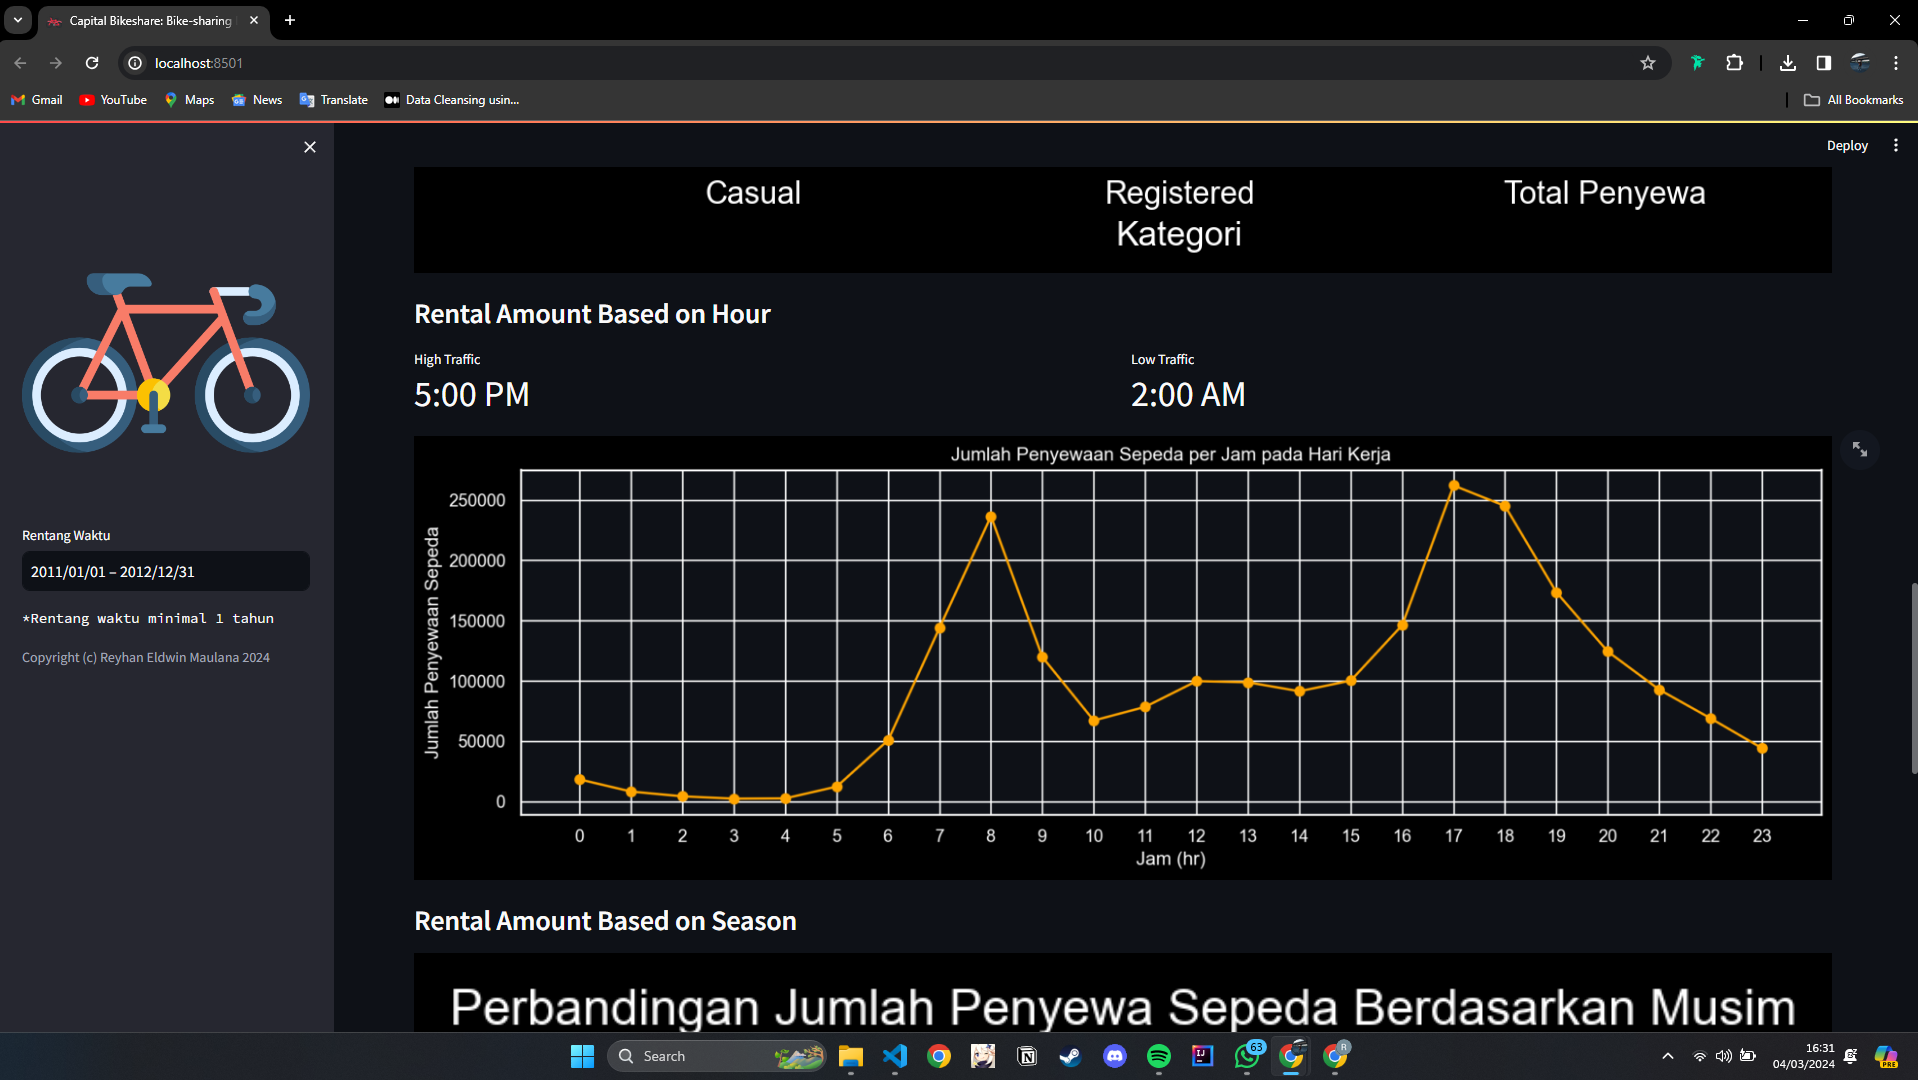 Capital Bikeshare: Bike-sharing
localhost:8501
Gmail
YouTube
Maps
News
Translate
Data Cleansing usin...
All Bookmarks
Deploy
Casual
Registered
Total Penyewa
Kategori
Rental Amount Based on Hour
High Traffic
5:00 PM
Low Traffic
2:00 AM
Rentang Waktu
2011/01/01 – 2012/12/31
*Rentang waktu minimal 1 tahun
Copyright (c) Reyhan Eldwin Maulana 2024
Jumlah Penyewaan Sepeda per Jam pada Hari Kerja
Jumlah Penyewaan Sepeda
250000
200000
150000
100000
50000
0
0 1 2 3 4 5 6 7 8 9 10 11 12 13 14 15 16 17 18 19 20 21 22 23
Jam (hr)
Rental Amount Based on Season
Perbandingan Jumlah Penyewa Sepeda Berdasarkan Musim
Search
63
R
16:31
04/03/2024
PRE